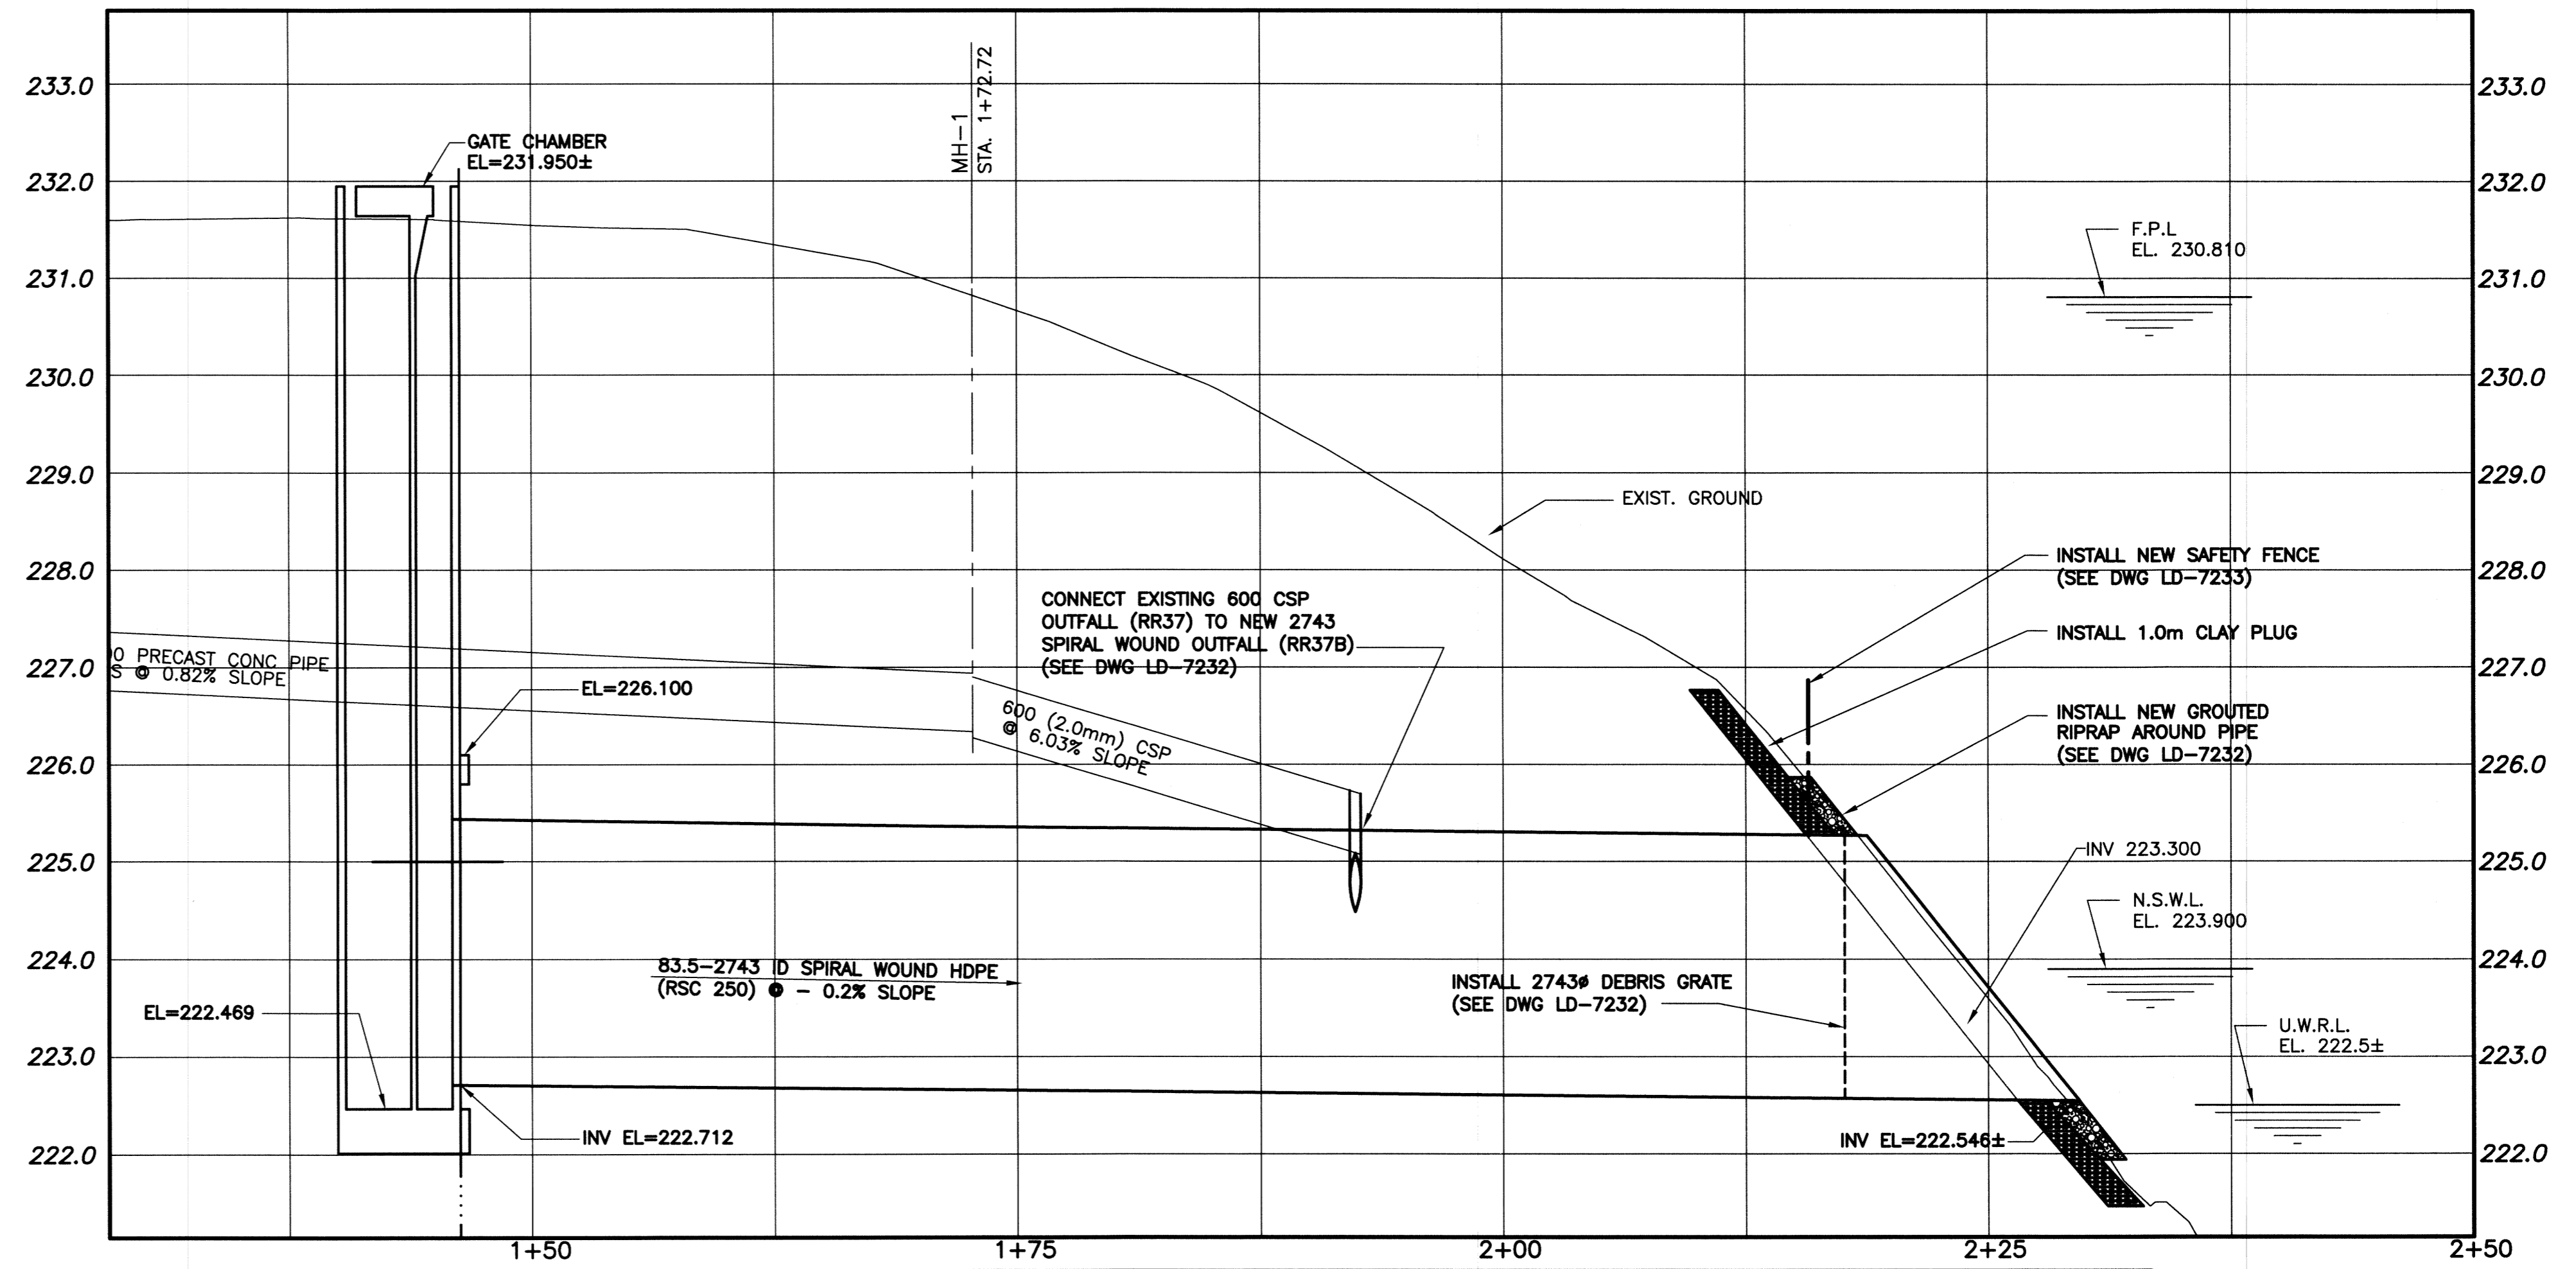 MH-1
STA. 1+72.72
233.0
233.0
GATE CHAMBER
EL=231.950±
232.0
232.0
F.P.L
EL. 230.810
231.0
231.0
230.0
230.0
229.0
229.0
EXIST. GROUND
INSTALL NEW SAFETY FENCE
(SEE DWG LD-7233)
228.0
228.0
CONNECT EXISTING 600 CSP
OUTFALL (RR37) TO NEW 2743
SPIRAL WOUND OUTFALL (RR37B)
(SEE DWG LD-7232)
INSTALL 1.0m CLAY PLUG
0 PRECAST CONC PIPE
S @ 0.82% SLOPE
227.0
227.0
EL=226.100
600 (2.0mm) CSP
@ 6.03% SLOPE
INSTALL NEW GROUTED
RIPRAP AROUND PIPE
(SEE DWG LD-7232)
226.0
226.0
INV 223.300
225.0
225.0
N.S.W.L.
EL. 223.900
224.0
224.0
83.5-2743 ID SPIRAL WOUND HDPE
(RSC 250) @ - 0.2% SLOPE
INSTALL 2743ø DEBRIS GRATE
(SEE DWG LD-7232)
EL=222.469
U.W.R.L.
EL. 222.5±
223.0
223.0
INV EL=222.712
INV EL=222.546±
222.0
222.0
1+50
1+75
2+00
2+25
2+50